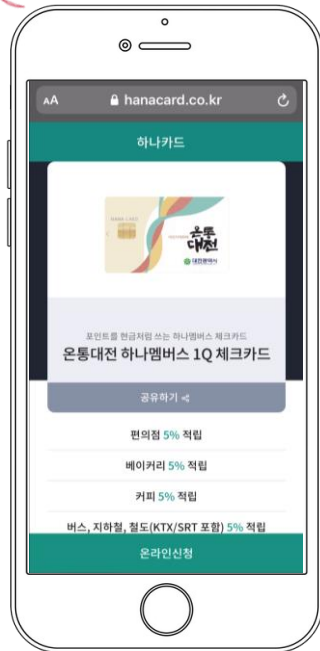 AA hanacard.co.kr
하나카드
온통
대전
대전광역시
포인트를 현금처럼 쓰는 하나멤버스 체크카드
온통대전 하나멤버스 1Q 체크카드
공유하기
편의점 5% 적립
베이커리 5% 적립
커피 5% 적립
버스, 지하철, 철도(KTX/SRT 포함) 5% 적립
온라인신청